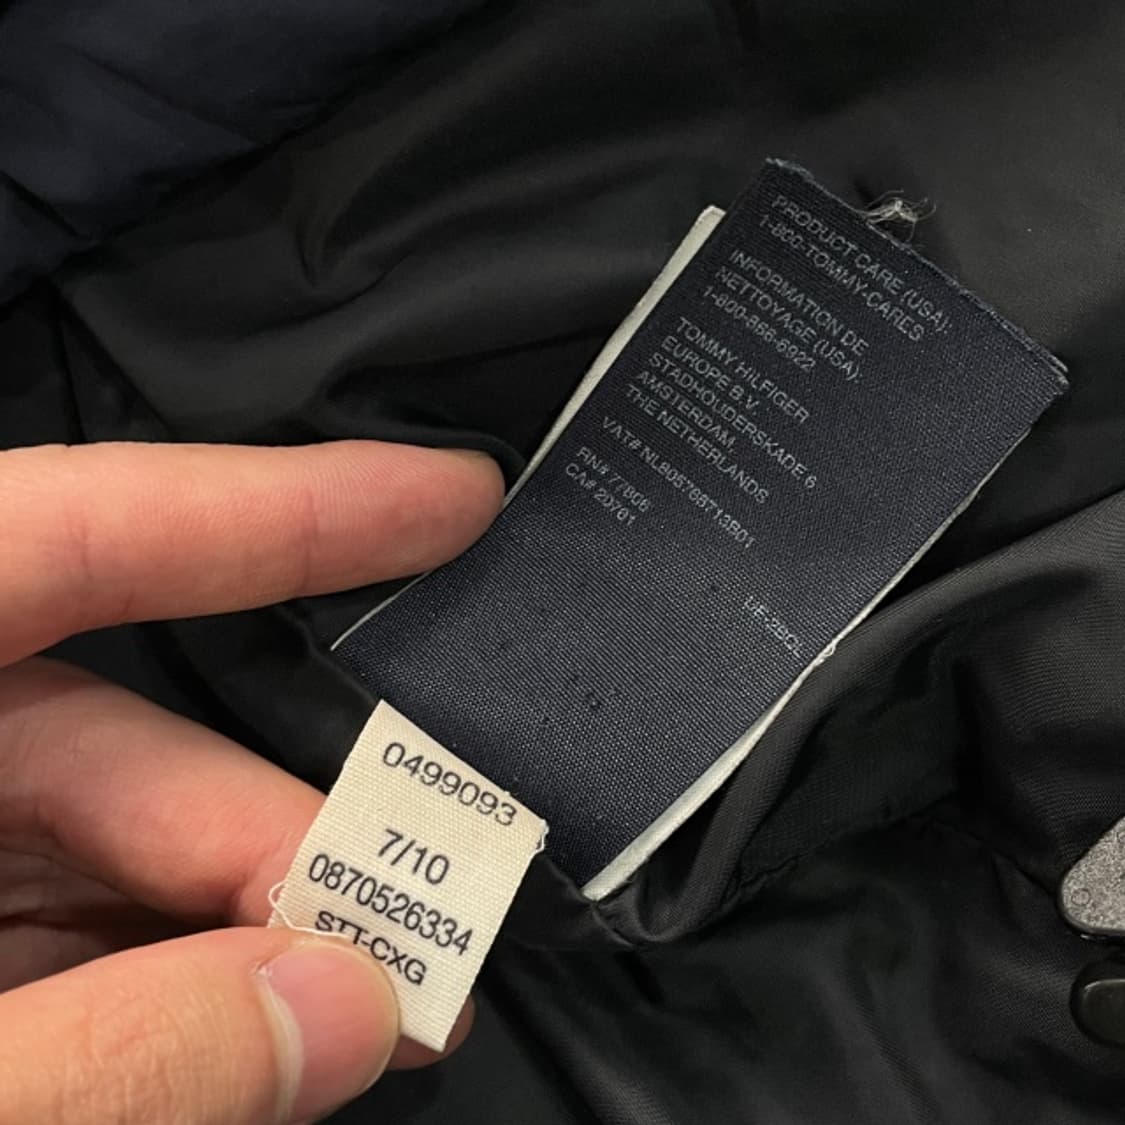 PRODUCT CARE (USA):
1-800-TOMMY-CARES
INFORMATION DE
NETTOYAGE (USA):
1-800-866-6922
TOMMY HILFIGER
EUROPE B.V.
STADHOUDERSKADE 6
AMSTERDAM,
THE NETHERLANDS
VAT# NL805766713B01
RN# 77806
CA# 20701
0499093
7/10
0870526334
STT-CXG